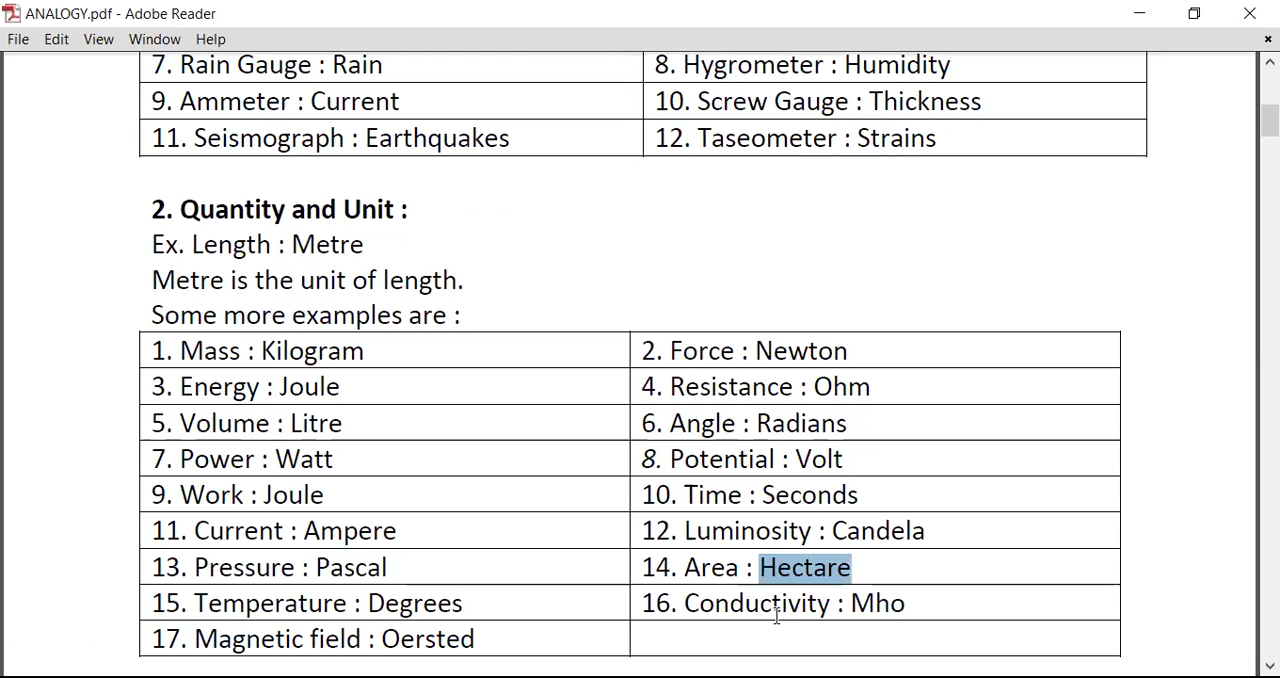 ANALOGY.pdf - Adobe Reader
File Edit View Window Help
7. Rain Gauge : Rain 8. Hygrometer : Humidity
9. Ammeter : Current 10. Screw Gauge : Thickness
11. Seismograph : Earthquakes 12. Taseometer : Strains
2. Quantity and Unit :
Ex. Length : Metre
Metre is the unit of length.
Some more examples are :
1. Mass : Kilogram 2. Force : Newton
3. Energy : Joule 4. Resistance : Ohm
5. Volume : Litre 6. Angle : Radians
7. Power : Watt 8. Potential : Volt
9. Work : Joule 10. Time : Seconds
11. Current : Ampere 12. Luminosity : Candela
13. Pressure : Pascal 14. Area : Hectare
15. Temperature : Degrees 16. Conductivity : Mho
17. Magnetic field : Oersted